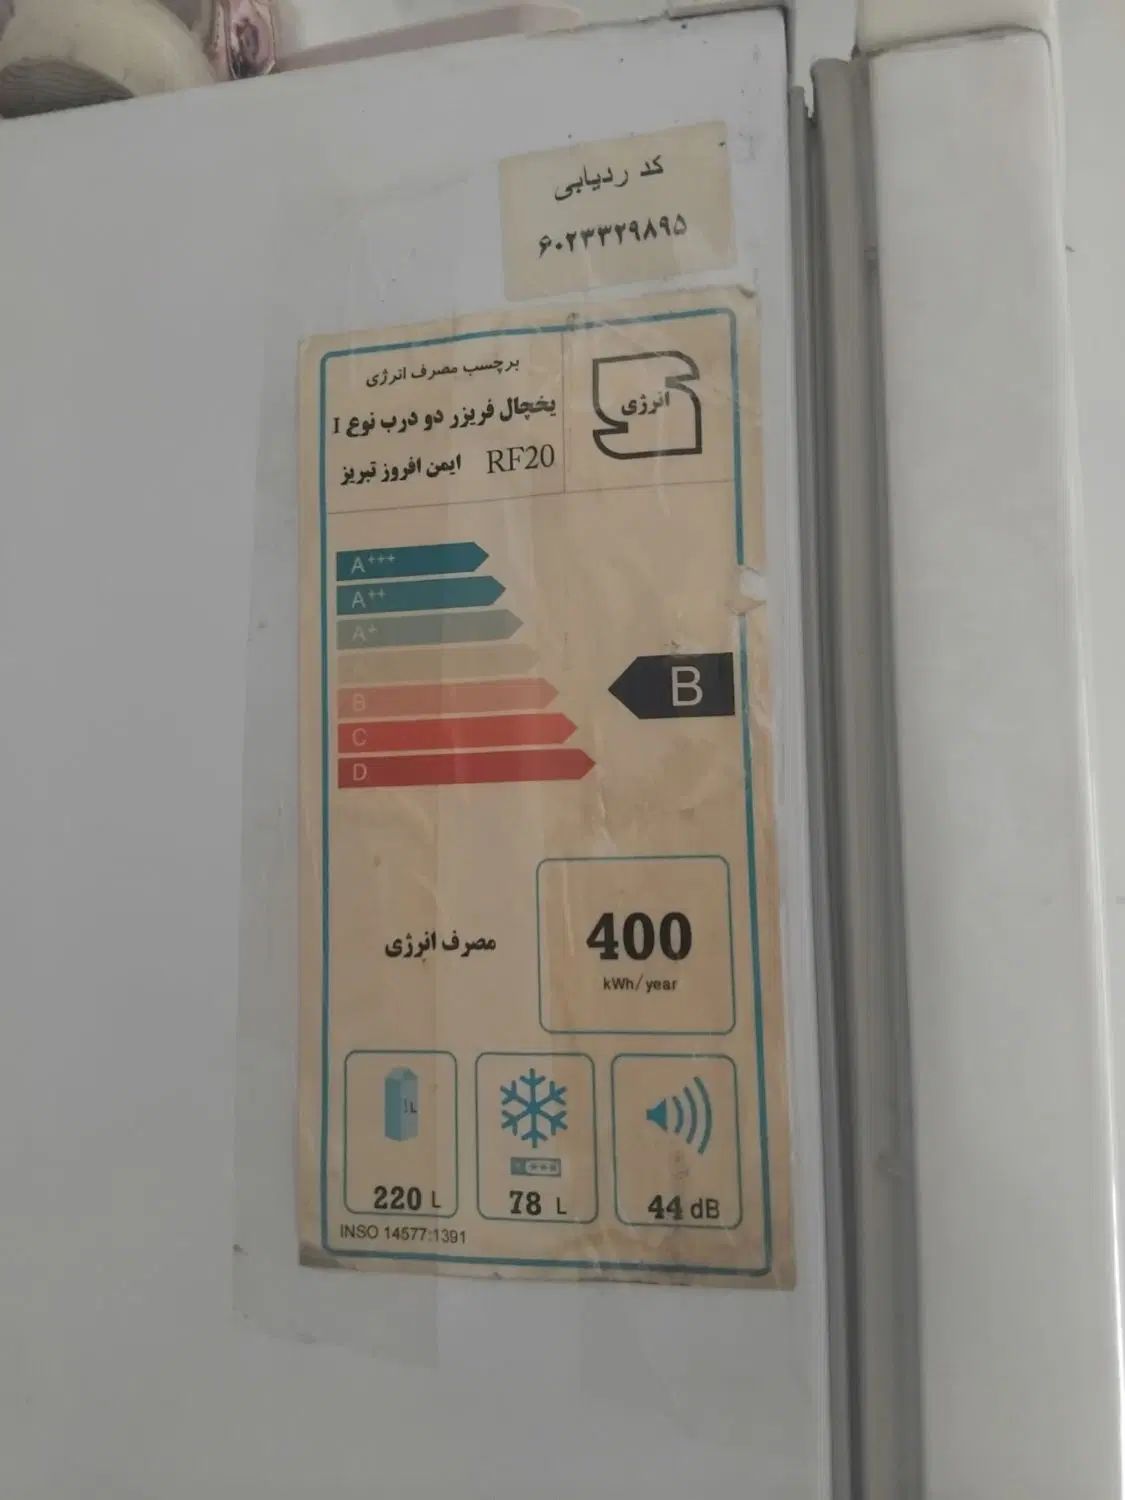 کد ردیابی
۶۰۲۳۳۲۹۸۹۵
برچسب مصرف انرژی
یخچال فریزر دو درب نوع I
RF20 ایمن افروز تبریز
انرژی
A+++
A++
A+
B
B
C
D
مصرف انرژی
400
kWh/year
1L
220 L
78 L
44 dB
INSO 14577:1391